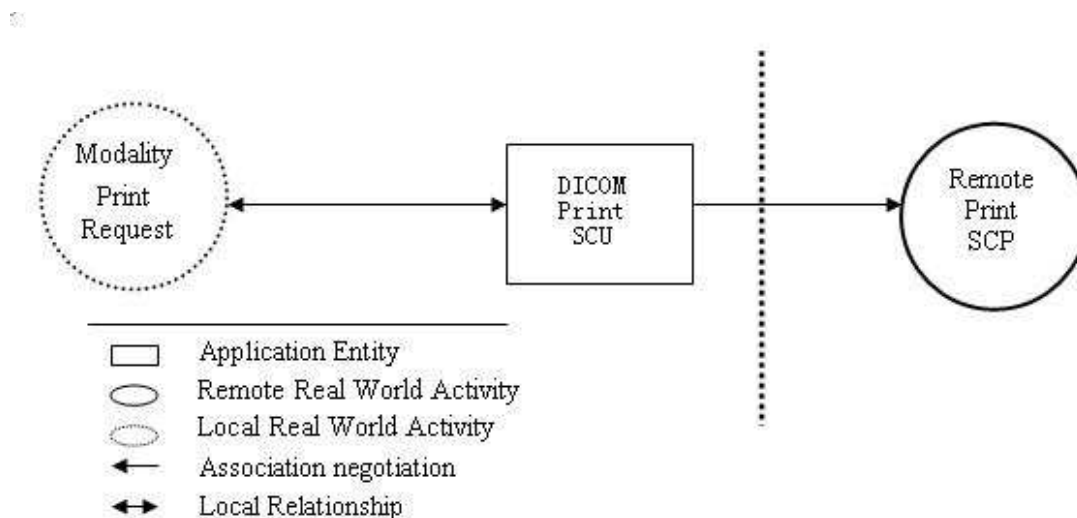 Modality
Print
Request
DICOM
Print
SCU
Remote
Print
SCP
Application Entity
Remote Real World Activity
Local Real World Activity
Association negotiation
Local Relationship